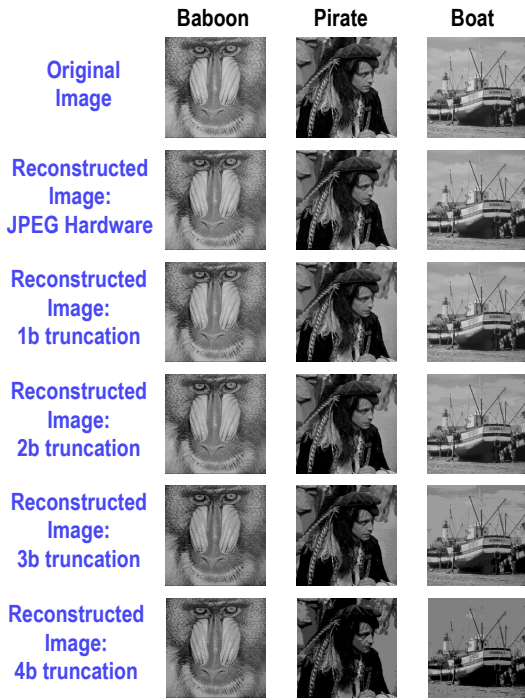 Baboon Pirate Boat
Original
Image
Reconstructed
Image:
JPEG Hardware
Reconstructed
Image:
1b truncation
Reconstructed
Image:
2b truncation
Reconstructed
Image:
3b truncation
Reconstructed
Image:
4b truncation